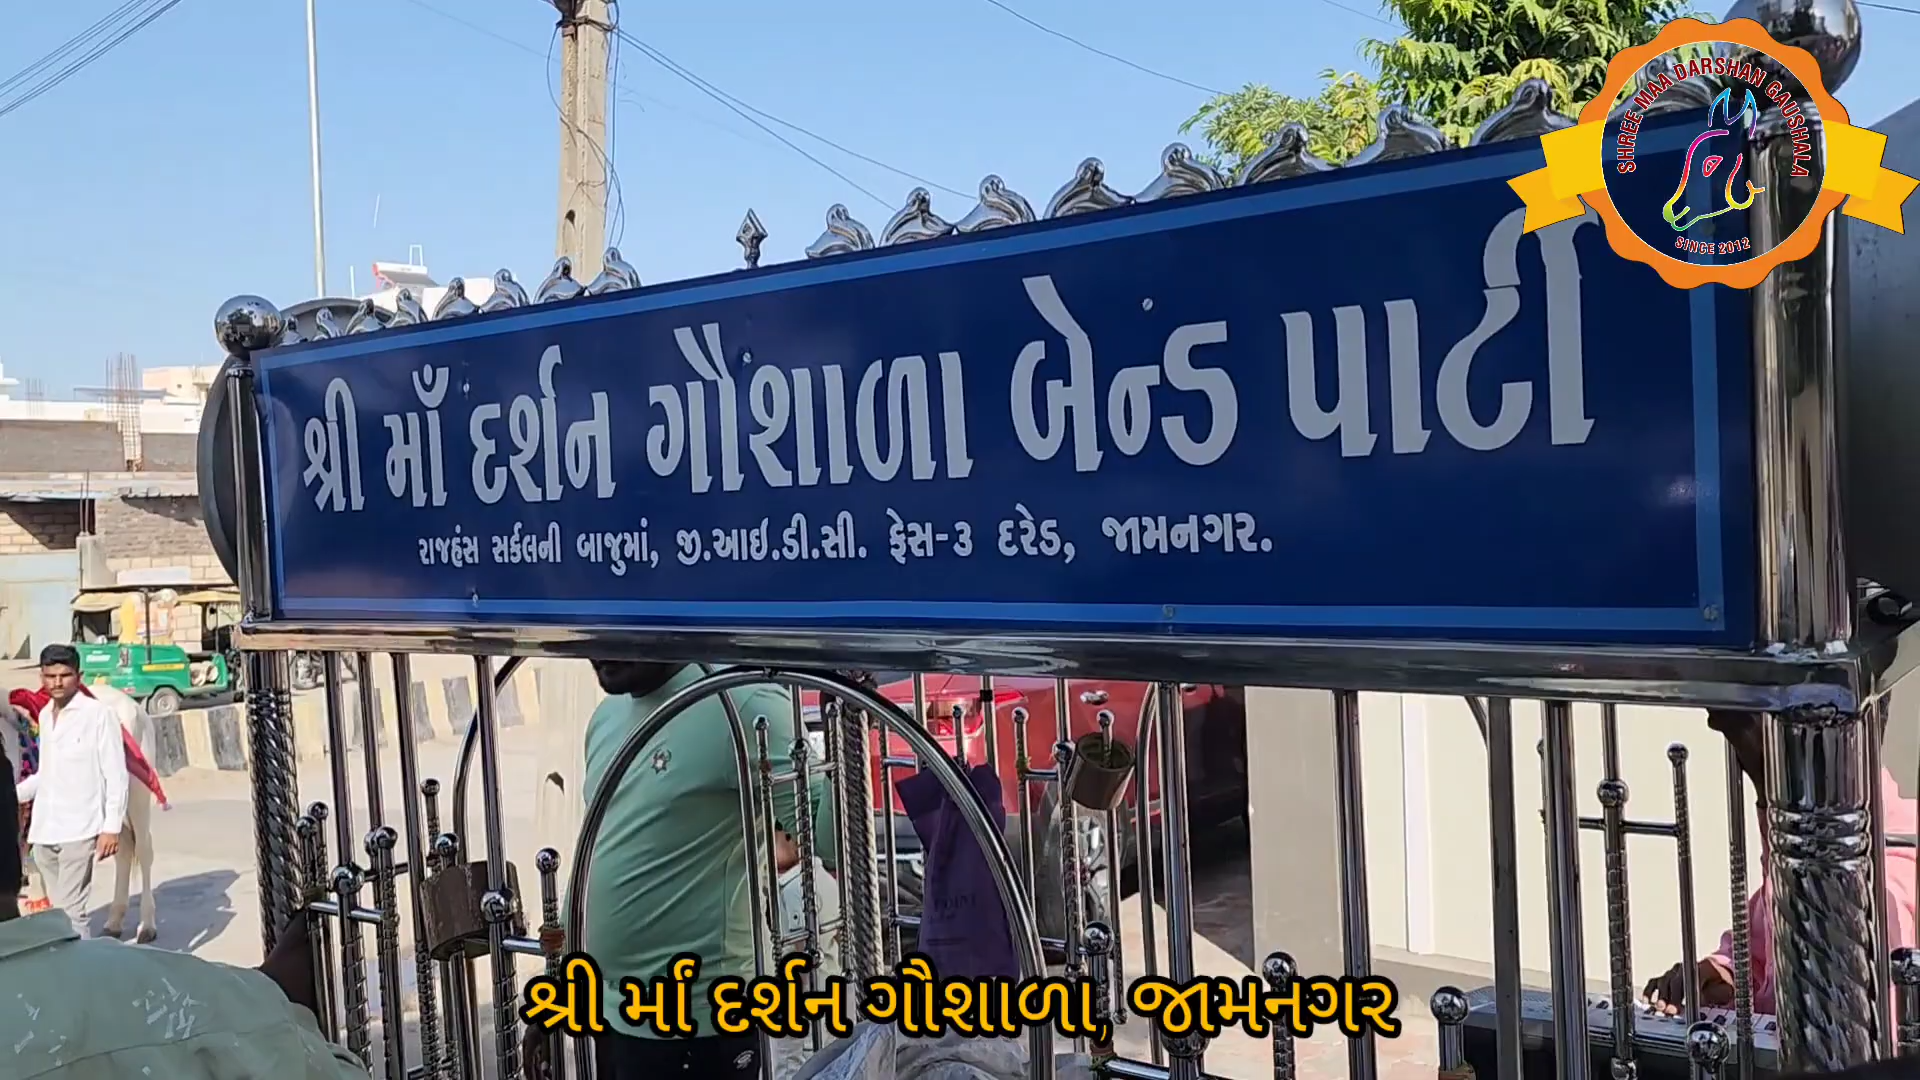 SHREE MAA DARSHAN GAUSHALA
SINCE 2012
શ્રી માઁ દર્શન ગૌશાળા બેન્ડ પાર્ટી
રાજહંસ સર્કલની બાજુમાં, જી.આઇ.ડી.સી. ફેસ-૩ દરેડ, જામનગર.
શ્રી ર્માં દર્શન ગૌશાળા, જામનગર